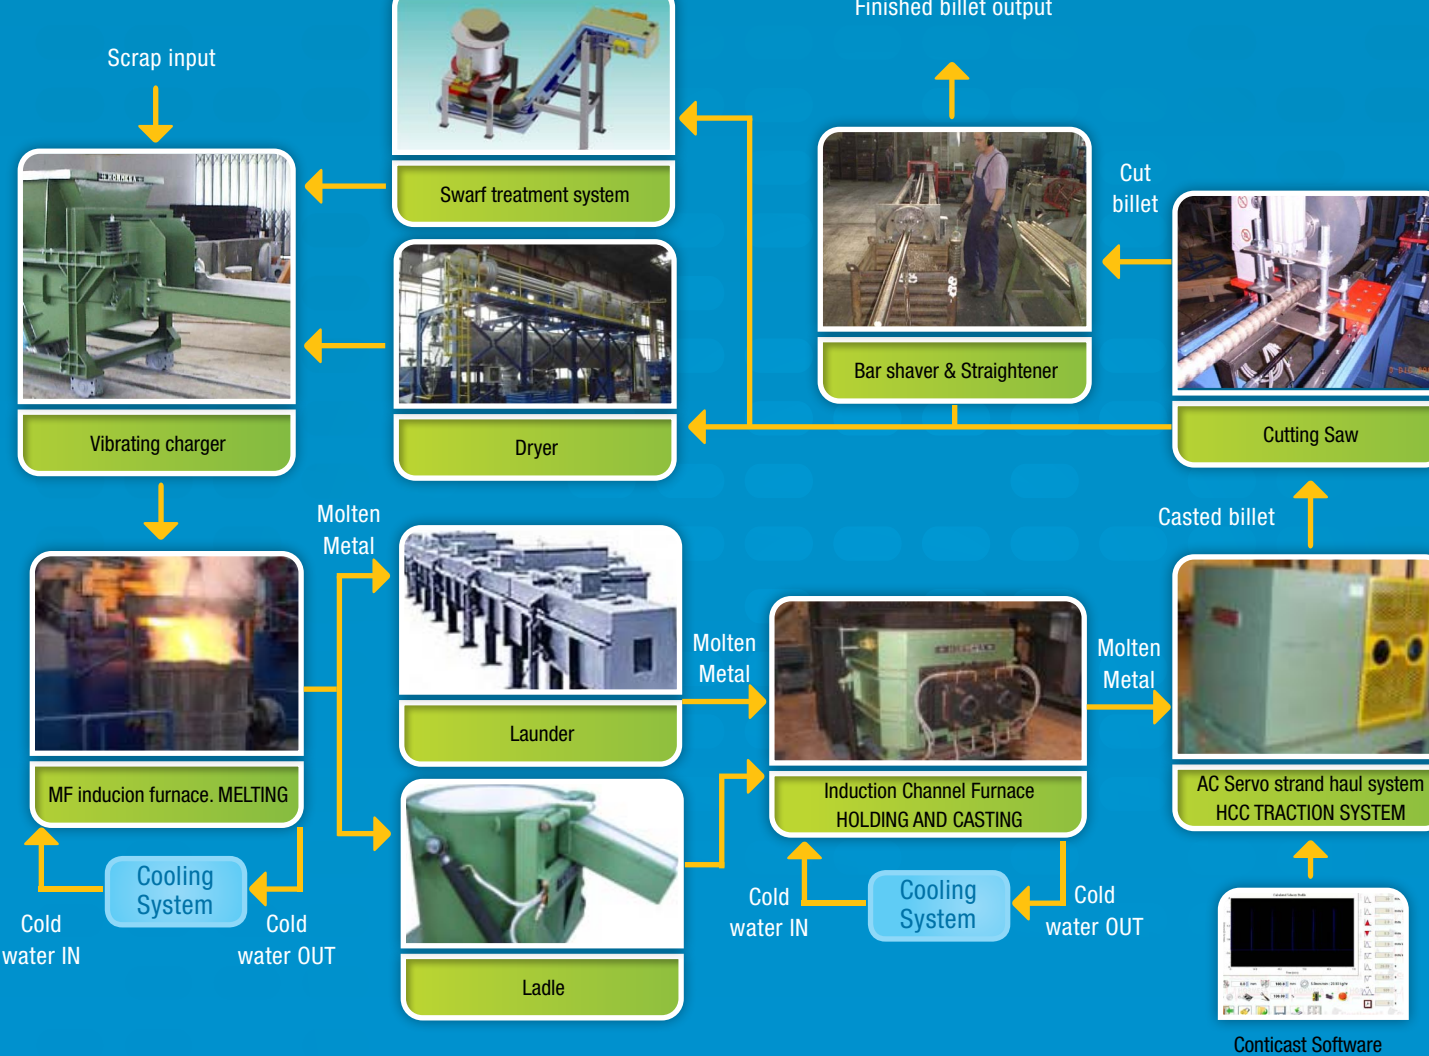 Finished billet output
Scrap input
Swarf treatment system
Cut
billet
Bar shaver & Straightener
Vibrating charger
Dryer
Cutting Saw
Casted billet
Molten
Metal
Launder
Molten
Metal
Molten
Metal
MF inducion furnace. MELTING
Induction Channel Furnace
HOLDING AND CASTING
AC Servo strand haul system
HCC TRACTION SYSTEM
Cooling
System
Cold
water IN
Cold
water OUT
Cooling
System
Cold
water IN
Cold
water OUT
Ladle
Conticast Software